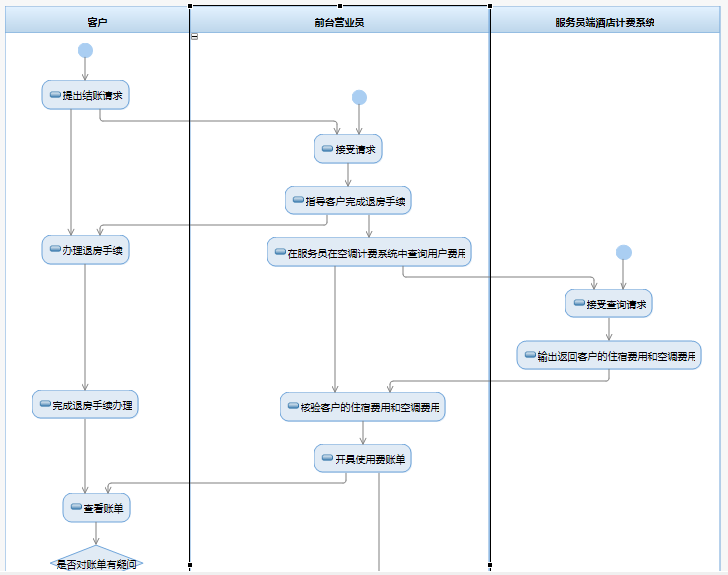 客户
前台营业员
服务员端酒店计费系统
提出结账请求
接受请求
指导客户完成退房手续
办理退房手续
在服务员在空调计费系统中查询用户费用
接受查询请求
输出返回客户的住宿费用和空调费用
完成退房手续办理
核验客户的住宿费用和空调费用
开具使用费账单
查看账单
是否对账单有疑问